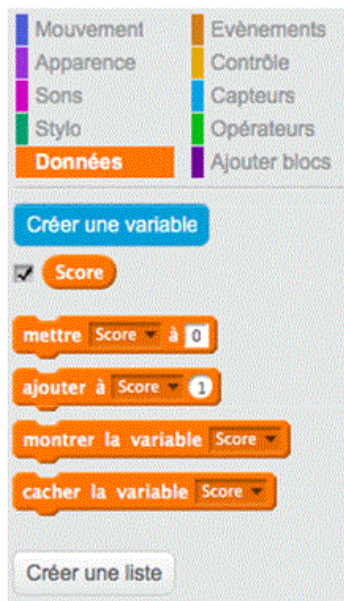 Mouvement Evènements
Apparence Contrôle
Sons Capteurs
Stylo Opérateurs
Données Ajouter blocs
Créer une variable
Score
mettre Score à 0
ajouter à Score 1
montrer la variable Score
cacher la variable Score
Créer une liste